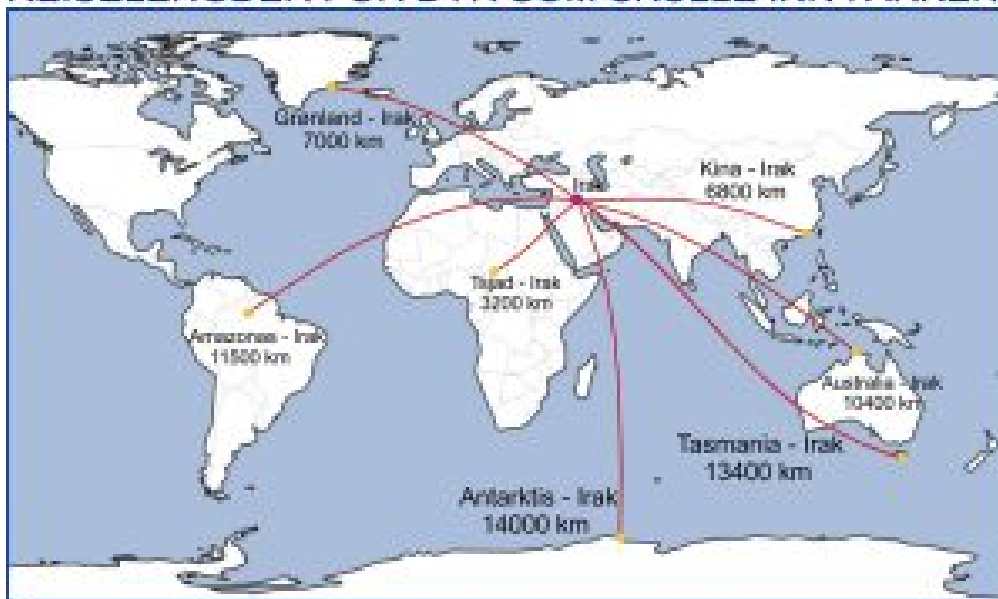 Grønland - Irak
7000 km
Kina - Irak
6800 km
Irak
Tsjad - Irak
3200 km
Amazonas - Irak
11500 km
Australia - Irak
10400 km
Tasmania - Irak
13400 km
Antarktis - Irak
14000 km